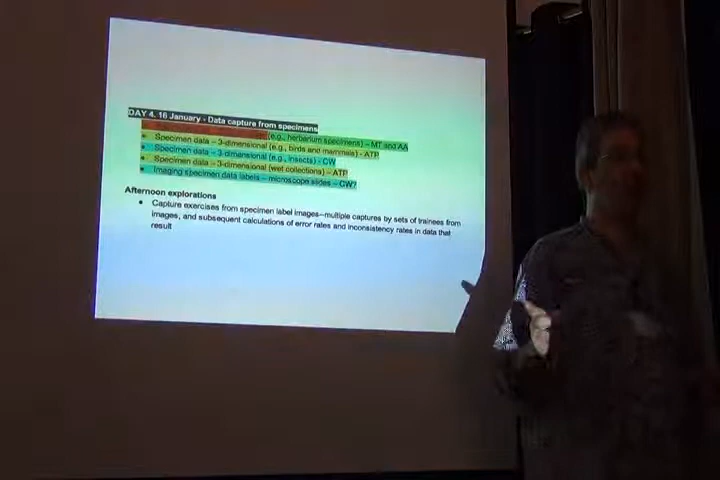 DAY 4. 16 January - Data capture from specimens
(e.g., herbarium specimens) – MT and AA
• Specimen data – 3-dimensional (e.g., birds and mammals) - ATP
• Specimen data – 3-dimensional (e.g., insects) - CW
• Specimen data – 3-dimensional (wet collections) – ATP
• Imaging specimen data labels – microscope slides – CW?
Afternoon explorations
• Capture exercises from specimen label images–multiple captures by sets of trainees from
images, and subsequent calculations of error rates and inconsistency rates in data that
result